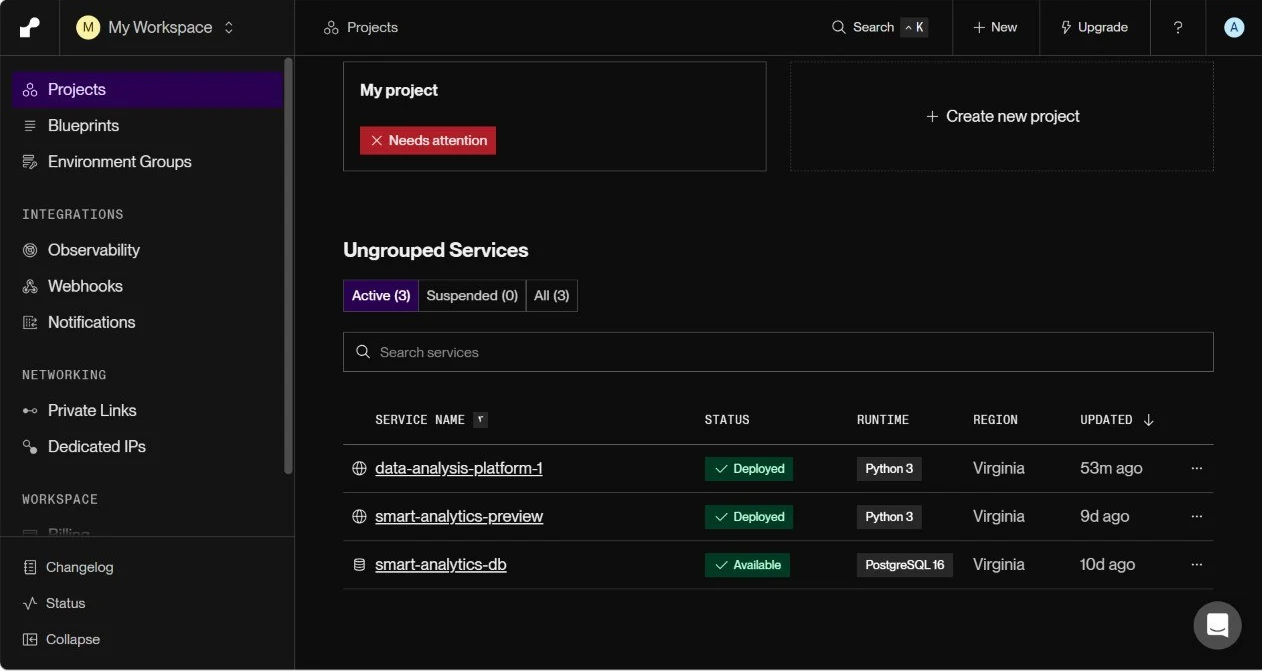 M My Workspace
Projects
Search ^ K
+ New
Upgrade
?
A
Projects
Blueprints
Environment Groups
INTEGRATIONS
Observability
Webhooks
Notifications
NETWORKING
Private Links
Dedicated IPs
WORKSPACE
Billing
Changelog
Status
Collapse
My project
Needs attention
+ Create new project
Ungrouped Services
Active (3) Suspended (0) All (3)
Search services
SERVICE NAME r STATUS RUNTIME REGION UPDATED ↓
data-analysis-platform-1 Deployed Python 3 Virginia 53m ago ...
smart-analytics-preview Deployed Python 3 Virginia 9d ago ...
smart-analytics-db Available PostgreSQL 16 Virginia 10d ago ...